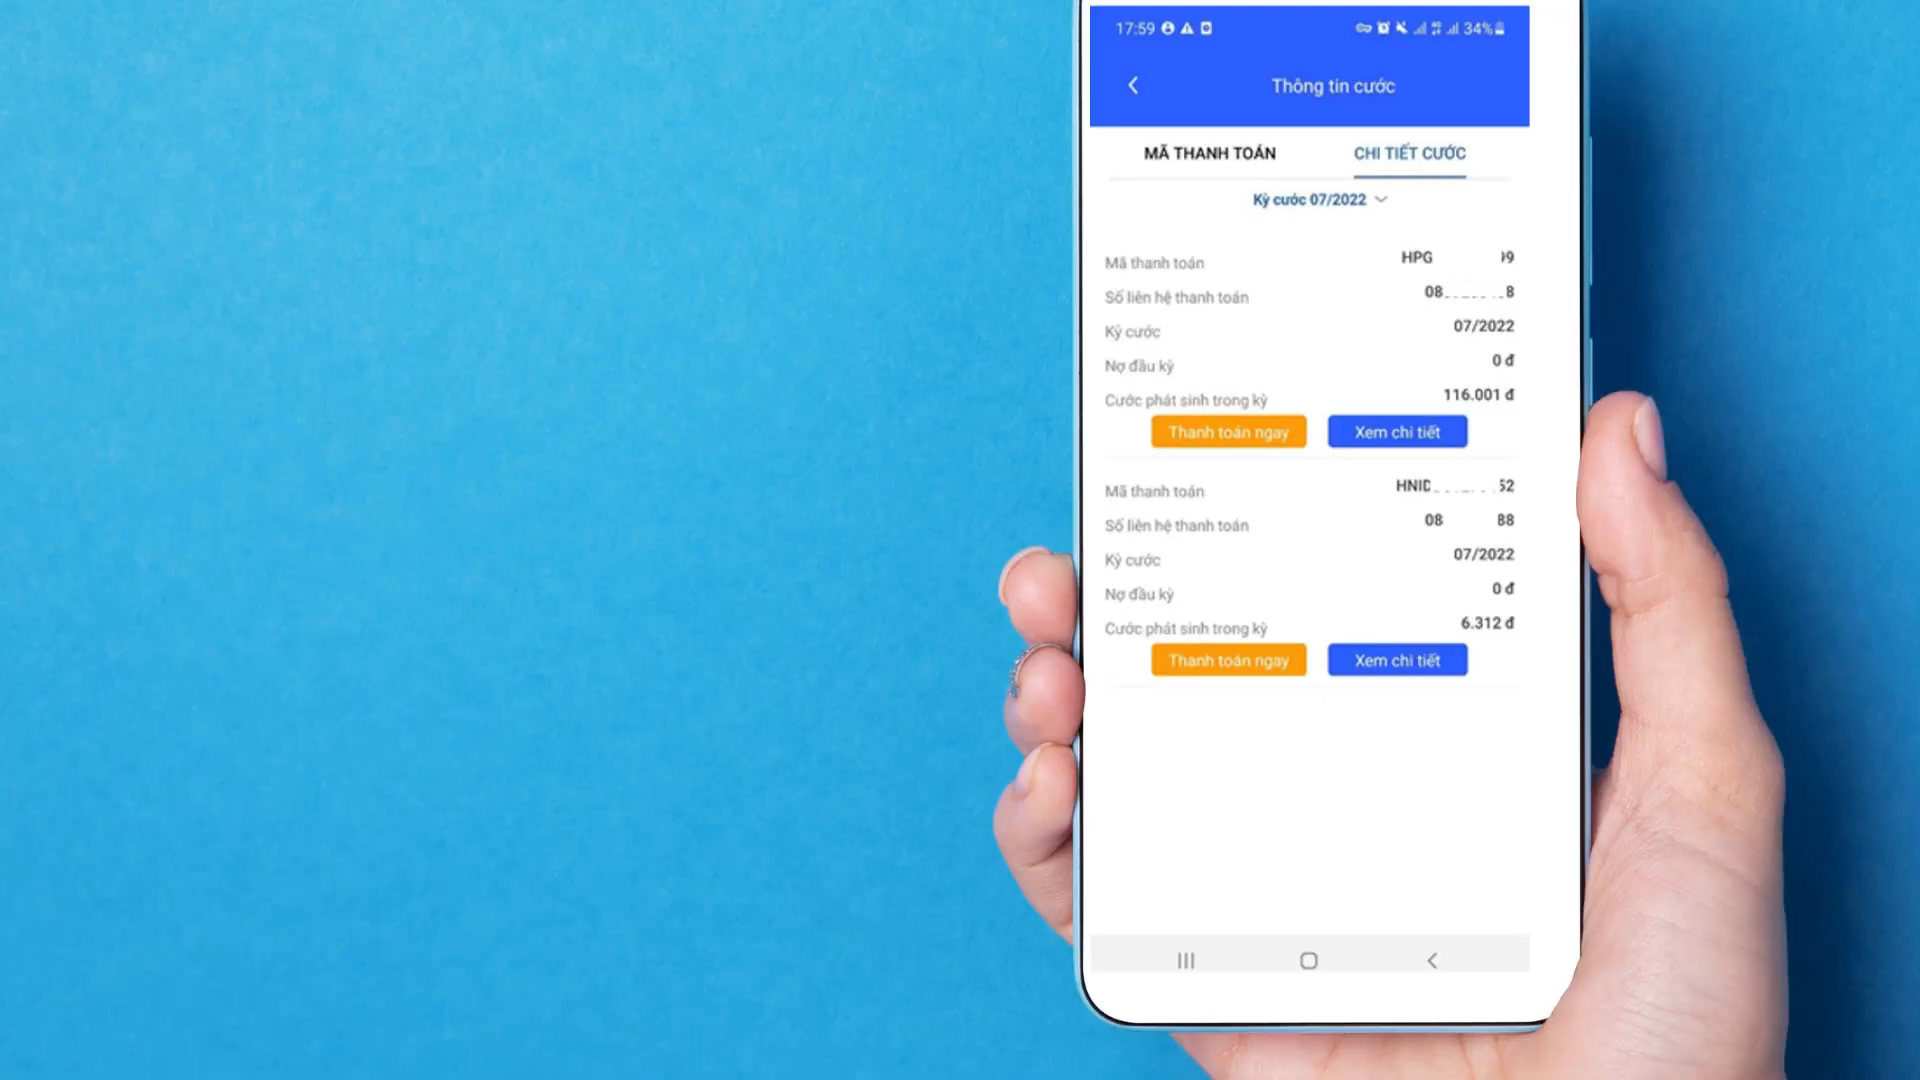 17:59 34%
Thông tin cước
MÃ THANH TOÁN CHI TIẾT CƯỚC
Kỳ cước 07/2022
Mã thanh toán HPG 99
Số liên hệ thanh toán 08 8
Kỳ cước 07/2022
Nợ đầu kỳ 0 đ
Cước phát sinh trong kỳ 116.001 đ
Thanh toán ngay Xem chi tiết
Mã thanh toán HNID 52
Số liên hệ thanh toán 08 88
Kỳ cước 07/2022
Nợ đầu kỳ 0 đ
Cước phát sinh trong kỳ 6.312 đ
Thanh toán ngay Xem chi tiết